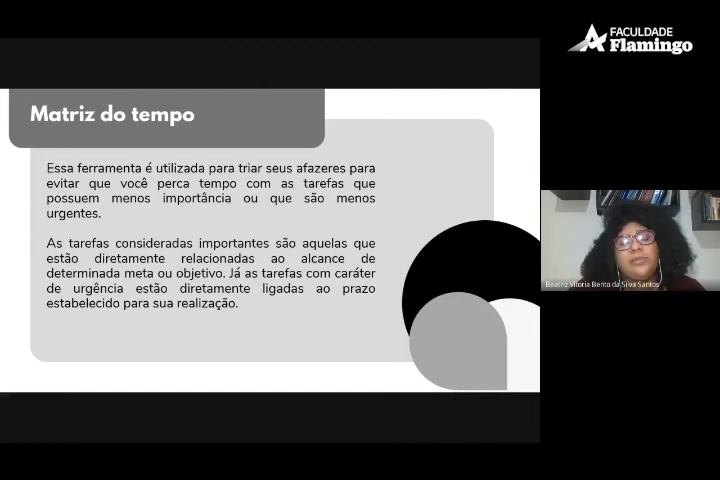 FACULDADE
Flamingo
Matriz do tempo
Essa ferramenta é utilizada para triar seus afazeres para
evitar que você perca tempo com as tarefas que
possuem menos importância ou que são menos
urgentes.
As tarefas consideradas importantes são aquelas que
estão diretamente relacionadas ao alcance de
determinada meta ou objetivo. Já as tarefas com caráter
de urgência estão diretamente ligadas ao prazo
estabelecido para sua realização.
Beatriz Vitoria Bento da Silva Santos